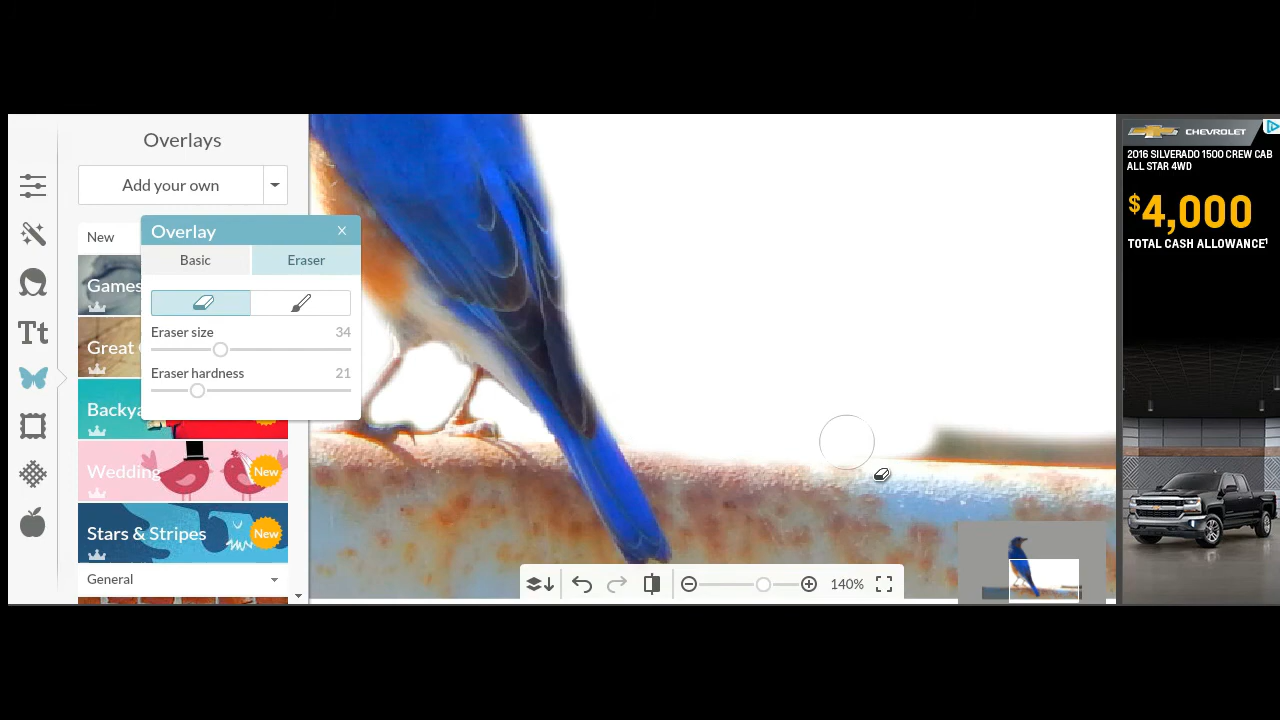 Overlays
Add your own
New
Overlay x
Basic Eraser
Games
Eraser size 34
Great
Eraser hardness 21
Backya
Wedding New
Stars & Stripes New
General
Tt
140%
CHEVROLET
2016 SILVERADO 1500 CREW CAB
ALL STAR 4WD
$4,000
TOTAL CASH ALLOWANCE¹